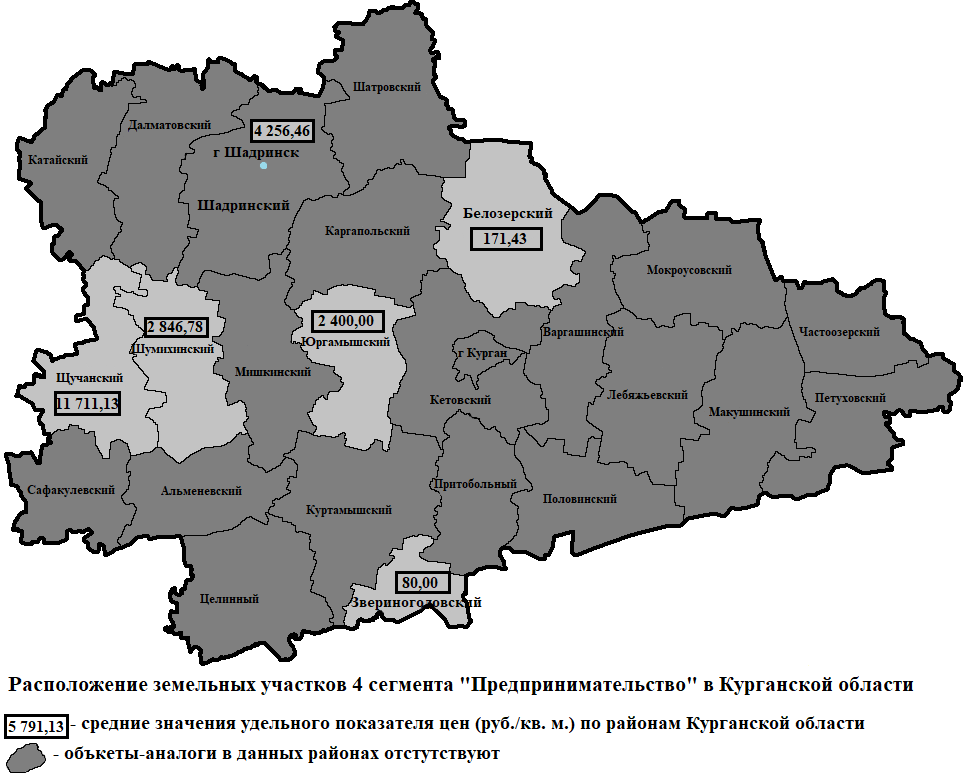 Шатровский
Далматовский
4 256,46
г Шадринск
Катайский
Шадринский
Белозерский
171,43
Каргапольский
Мокроусовский
2 846,78
Шумихинский
2 400,00
Юргамышский
Варгашинский
Частоозерский
г Курган
Щучанский
11 711,13
Мишкинский
Кетовский
Лебяжьевский
Макушинский
Петуховский
Сафакулевский
Альменевский
Притобольный
Половинский
Куртамышский
80,00
Звериноголовский
Целинный
Расположение земельных участков 4 сегмента "Предпринимательство" в Курганской области
5 791,13 - средние значения удельного показателя цен (руб./кв. м.) по районам Курганской области
- объкеты-аналоги в данных районах отстутствуют